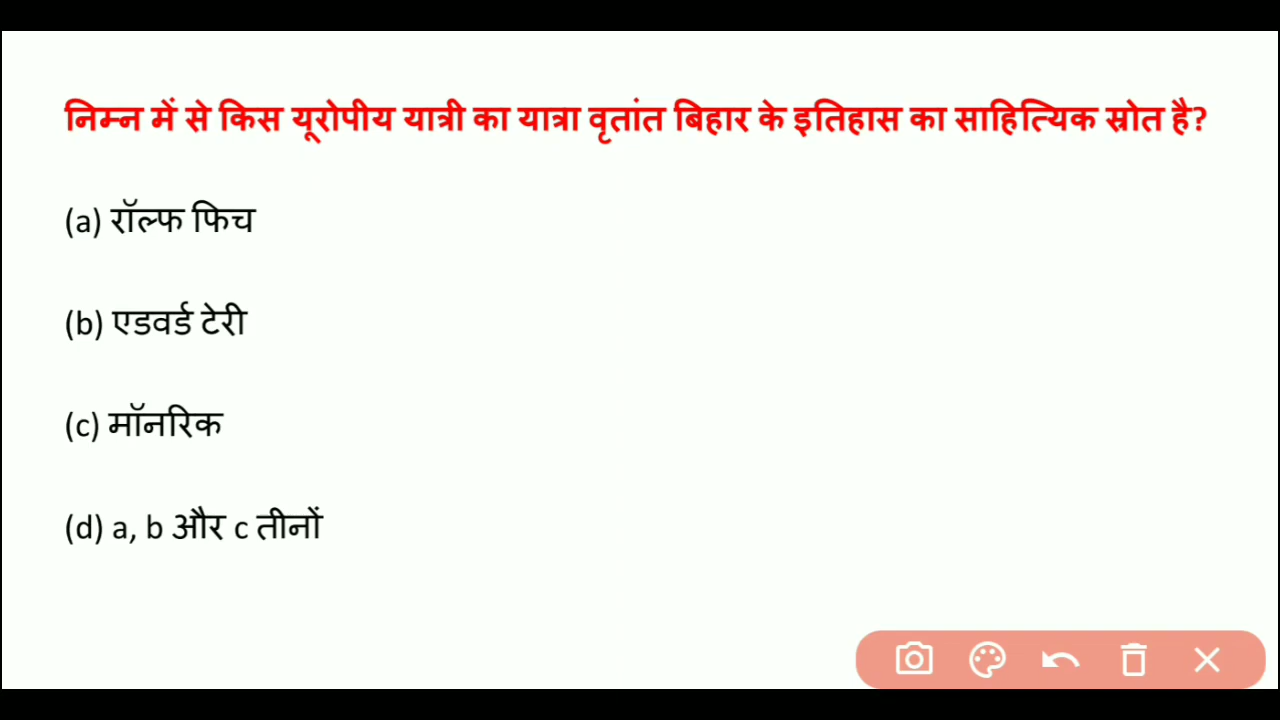 निम्न में से किस यूरोपीय यात्री का यात्रा वृतांत बिहार के इतिहास का साहित्यिक स्रोत है?
(a) रॉल्फ फिच
(b) एडवर्ड टेरी
(c) मॉनरिक
(d) a, b और c तीनों